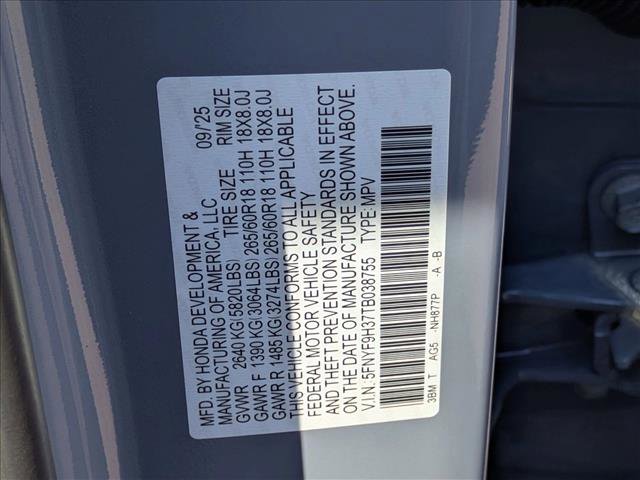 MFD. BY HONDA DEVELOPMENT &
MANUFACTURING OF AMERICA, LLC 09/'25
GVWR 2640 KG(5820LBS) TIRE SIZE RIM SIZE
GAWR F 1390 KG(3064LBS) 265/60R18 110H 18X8.0J
GAWR R 1485 KG(3274LBS) 265/60R18 110H 18X8.0J
THIS VEHICLE CONFORMS TO ALL APPLICABLE
FEDERAL MOTOR VEHICLE SAFETY
AND THEFT PREVENTION STANDARDS IN EFFECT
ON THE DATE OF MANUFACTURE SHOWN ABOVE.
V.I.N.: 5FNYF9H37TB038755 TYPE: MPV
3BM T AG5 -NH877P -A -B